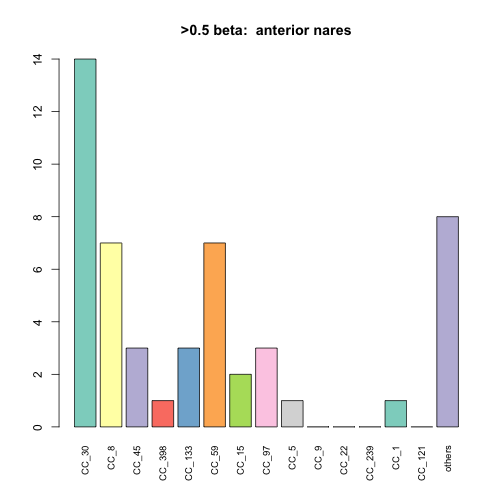 >0.5 beta:  anterior nares
14
12
10
8
6
4
2
0
CC_30
CC_8
CC_45
CC_398
CC_133
CC_59
CC_15
CC_97
CC_5
CC_9
CC_22
CC_239
CC_1
CC_121
others